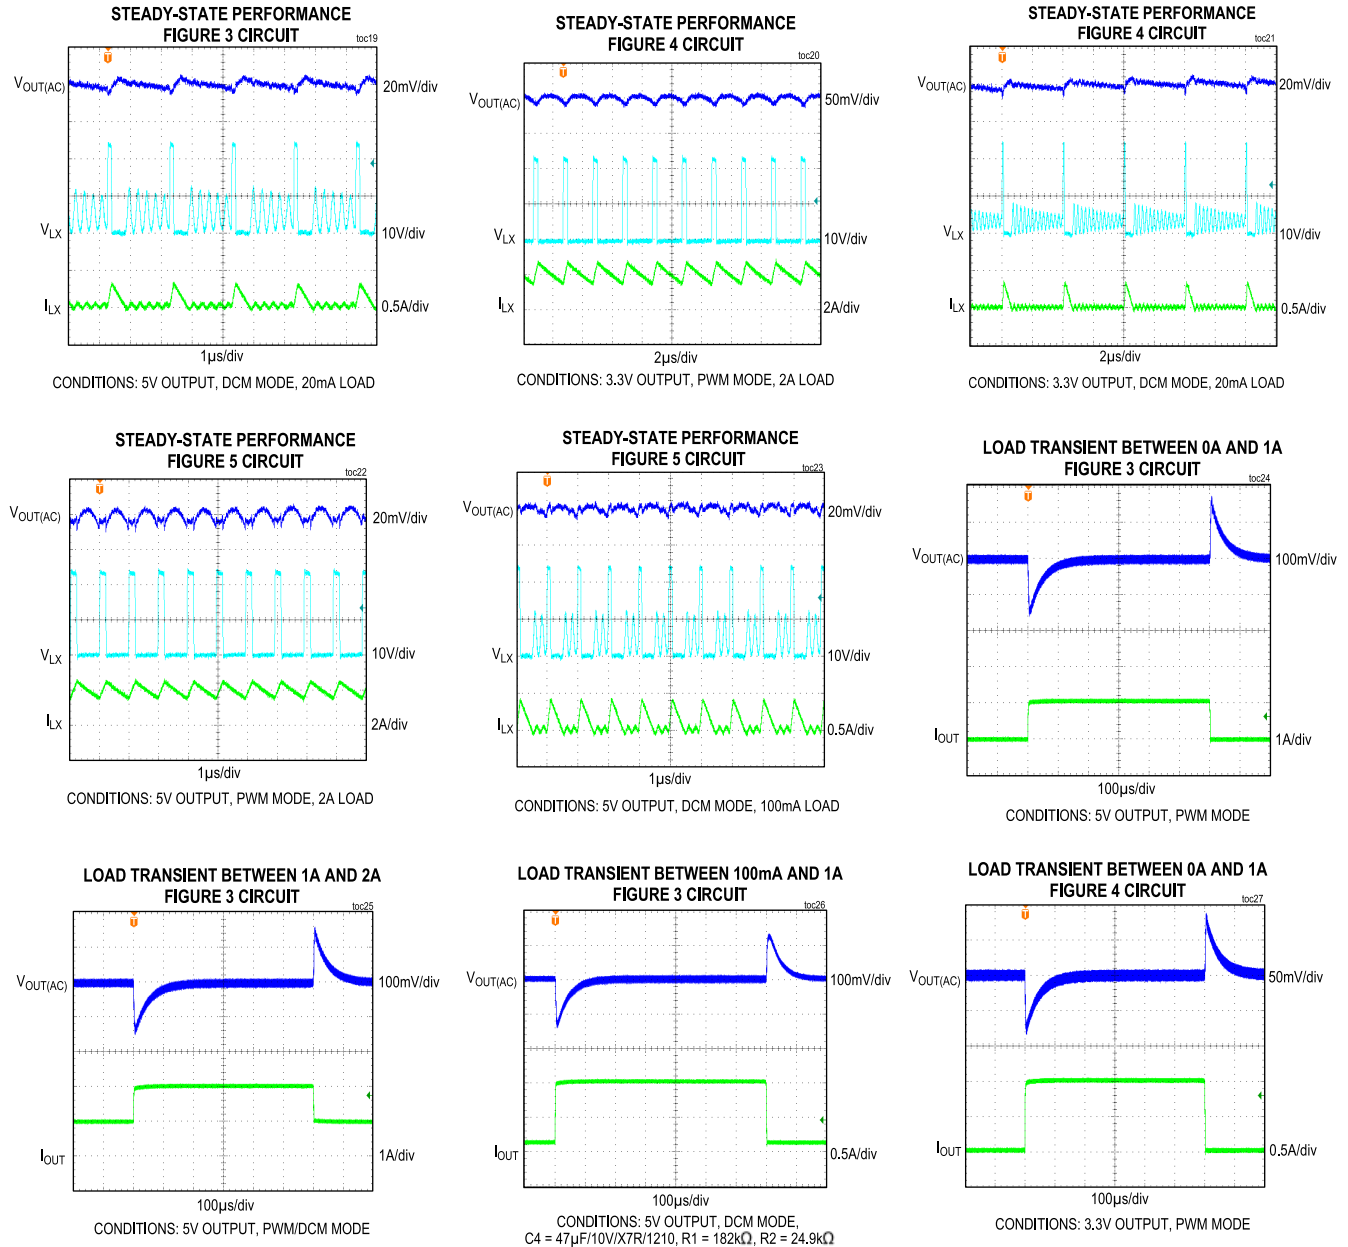 STEADY-STATE PERFORMANCE
FIGURE 3 CIRCUIT
toc19
VOUT(AC)
20mV/div
VLX
10V/div
ILX
0.5A/div
1µs/div
CONDITIONS: 5V OUTPUT, DCM MODE, 20mA LOAD
STEADY-STATE PERFORMANCE
FIGURE 4 CIRCUIT
toc20
VOUT(AC)
50mV/div
VLX
10V/div
ILX
2A/div
2µs/div
CONDITIONS: 3.3V OUTPUT, PWM MODE, 2A LOAD
STEADY-STATE PERFORMANCE
FIGURE 4 CIRCUIT
toc21
VOUT(AC)
20mV/div
VLX
10V/div
ILX
0.5A/div
2µs/div
CONDITIONS: 3.3V OUTPUT, DCM MODE, 20mA LOAD
STEADY-STATE PERFORMANCE
FIGURE 5 CIRCUIT
toc22
VOUT(AC)
20mV/div
VLX
10V/div
ILX
2A/div
1µs/div
CONDITIONS: 5V OUTPUT, PWM MODE, 2A LOAD
STEADY-STATE PERFORMANCE
FIGURE 5 CIRCUIT
toc23
VOUT(AC)
20mV/div
VLX
10V/div
ILX
0.5A/div
1µs/div
CONDITIONS: 5V OUTPUT, DCM MODE, 100mA LOAD
LOAD TRANSIENT BETWEEN 0A AND 1A
FIGURE 3 CIRCUIT
toc24
VOUT(AC)
100mV/div
IOUT
1A/div
100µs/div
CONDITIONS: 5V OUTPUT, PWM MODE
LOAD TRANSIENT BETWEEN 1A AND 2A
FIGURE 3 CIRCUIT
toc25
VOUT(AC)
100mV/div
IOUT
1A/div
100µs/div
CONDITIONS: 5V OUTPUT, PWM/DCM MODE
LOAD TRANSIENT BETWEEN 100mA AND 1A
FIGURE 3 CIRCUIT
toc26
VOUT(AC)
100mV/div
IOUT
0.5A/div
100µs/div
CONDITIONS: 5V OUTPUT, DCM MODE,
C4 = 47µF/10V/X7R/1210, R1 = 182kΩ, R2 = 24.9kΩ
LOAD TRANSIENT BETWEEN 0A AND 1A
FIGURE 4 CIRCUIT
toc27
VOUT(AC)
50mV/div
IOUT
0.5A/div
100µs/div
CONDITIONS: 3.3V OUTPUT, PWM MODE